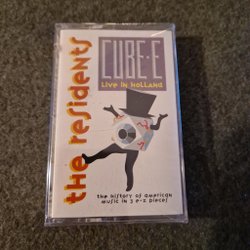 the residents
CUBE-E
Live in Holland
the history of american
music in 3 e-z pieces